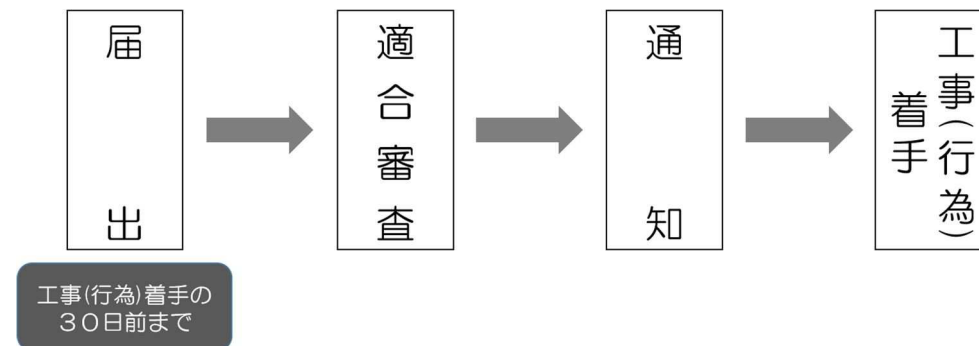 届出
適合審査
通知
工事(行為)
着手
工事(行為)着手の
30日前まで